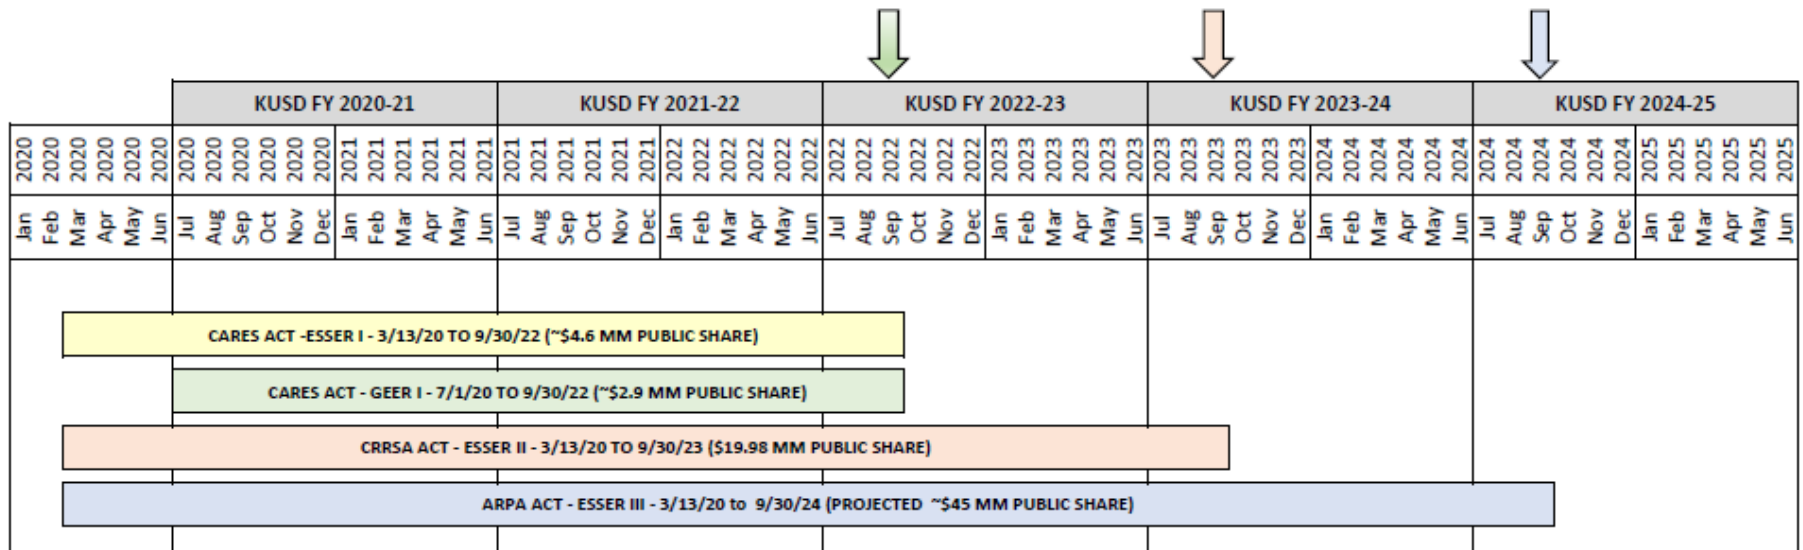 KUSD FY 2020-21 KUSD FY 2021-22 KUSD FY 2022-23 KUSD FY 2023-24 KUSD FY 2024-25
2020 2020 2020 2020 2020 2020 2020 2020 2020 2020 2020 2020 2021 2021 2021 2021 2021 2021 2021 2021 2021 2021 2021 2021 2022 2022 2022 2022 2022 2022 2022 2022 2022 2022 2022 2022 2023 2023 2023 2023 2023 2023 2023 2023 2023 2023 2023 2023 2024 2024 2024 2024 2024 2024 2024 2024 2024 2024 2024 2024 2025 2025 2025 2025 2025 2025
Jan Feb Mar Apr May Jun Jul Aug Sep Oct Nov Dec Jan Feb Mar Apr May Jun Jul Aug Sep Oct Nov Dec Jan Feb Mar Apr May Jun Jul Aug Sep Oct Nov Dec Jan Feb Mar Apr May Jun Jul Aug Sep Oct Nov Dec Jan Feb Mar Apr May Jun Jul Aug Sep Oct Nov Dec Jan Feb Mar Apr May Jun
CARES ACT -ESSER I - 3/13/20 TO 9/30/22 (~$4.6 MM PUBLIC SHARE)
CARES ACT - GEER I - 7/1/20 TO 9/30/22 (~$2.9 MM PUBLIC SHARE)
CRRSA ACT - ESSER II - 3/13/20 TO 9/30/23 ($19.98 MM PUBLIC SHARE)
ARPA ACT - ESSER III - 3/13/20 to 9/30/24 (PROJECTED ~$45 MM PUBLIC SHARE)